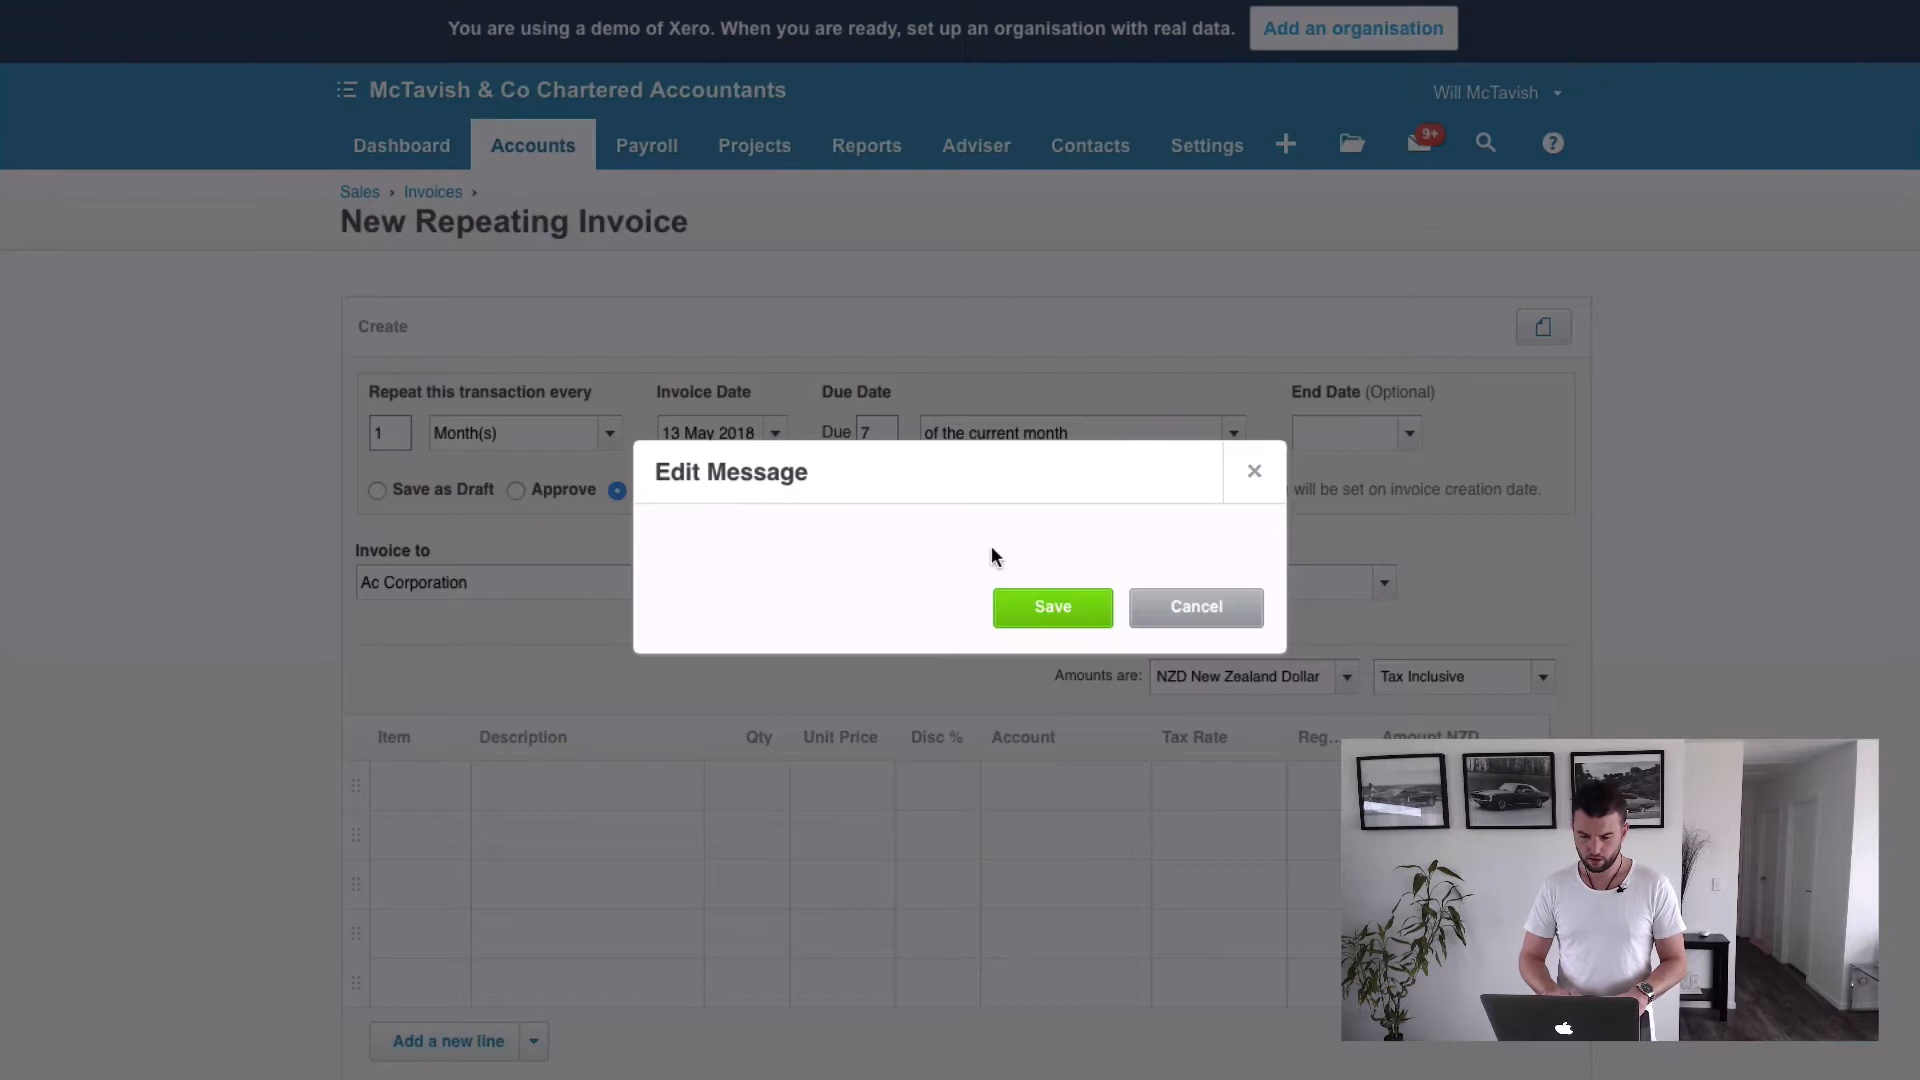 You are using a demo of Xero. When you are ready, set up an organisation with real data. Add an organisation
McTavish & Co Chartered Accountants
Will McTavish
Dashboard Accounts Payroll Projects Reports Adviser Contacts Settings 9+
Sales › Invoices ›
New Repeating Invoice
Create
Repeat this transaction every Invoice Date Due Date End Date (Optional)
1 Month(s) 13 May 2018 Due 7 of the current month
Edit Message
Save as Draft Approve will be set on invoice creation date.
Invoice to
Ac Corporation
Save Cancel
Amounts are: NZD New Zealand Dollar Tax Inclusive
Item Description Qty Unit Price Disc % Account Tax Rate Reg... Amount NZD
Add a new line